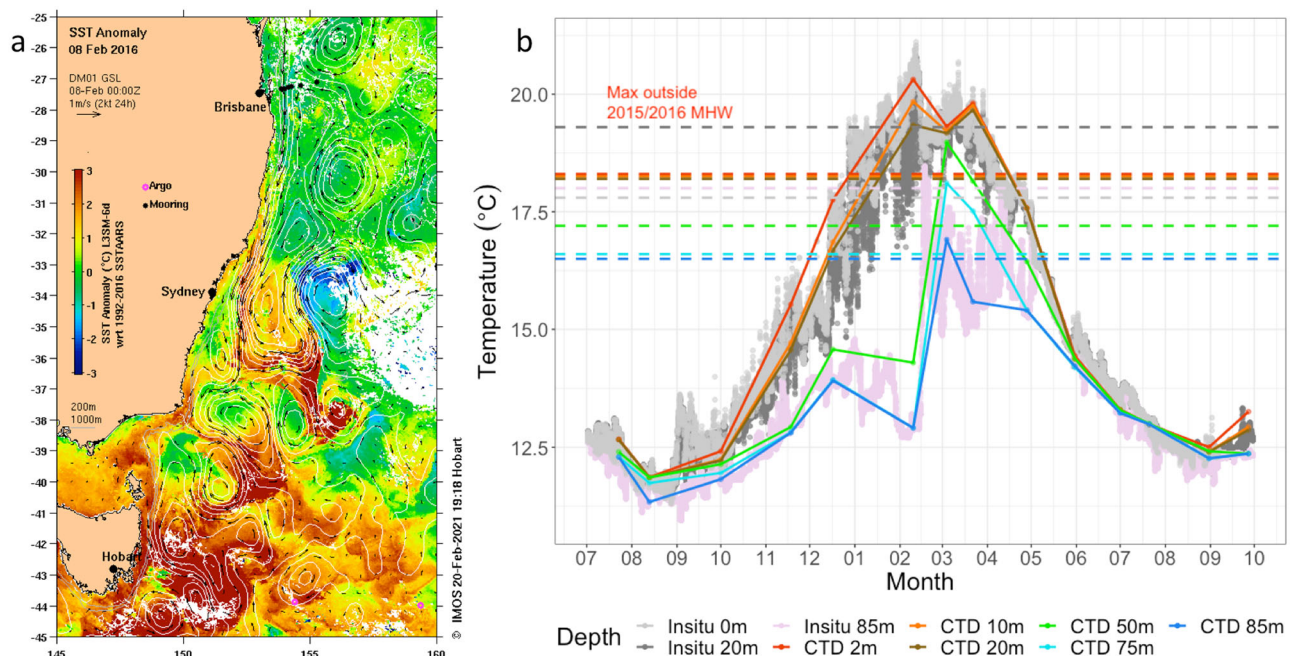 a
SST Anomaly
08 Feb 2016
DM01 GSL
08-Feb 00:00Z
1m/s (2kt 24h)
Brisbane
Argo
Mooring
Sydney
200m
1000m
Hobart
SST Anomaly (°C) L3SM-6d
wrt 1992-2016 SSTAARS
3
2
1
0
-1
-2
-3
-25
-26
-27
-28
-29
-30
-31
-32
-33
-34
-35
-36
-37
-38
-39
-40
-41
-42
-43
-44
-45
145 150 155 160
© IMOS 20-Feb-2021 19:18 Hobart
b
Max outside
2015/2016 MHW
Temperature (°C)
20.0
17.5
15.0
12.5
07 08 09 10 11 12 01 02 03 04 05 06 07 08 09 10
Month
Depth
Insitu 0m Insitu 85m CTD 10m CTD 50m CTD 85m
Insitu 20m CTD 2m CTD 20m CTD 75m